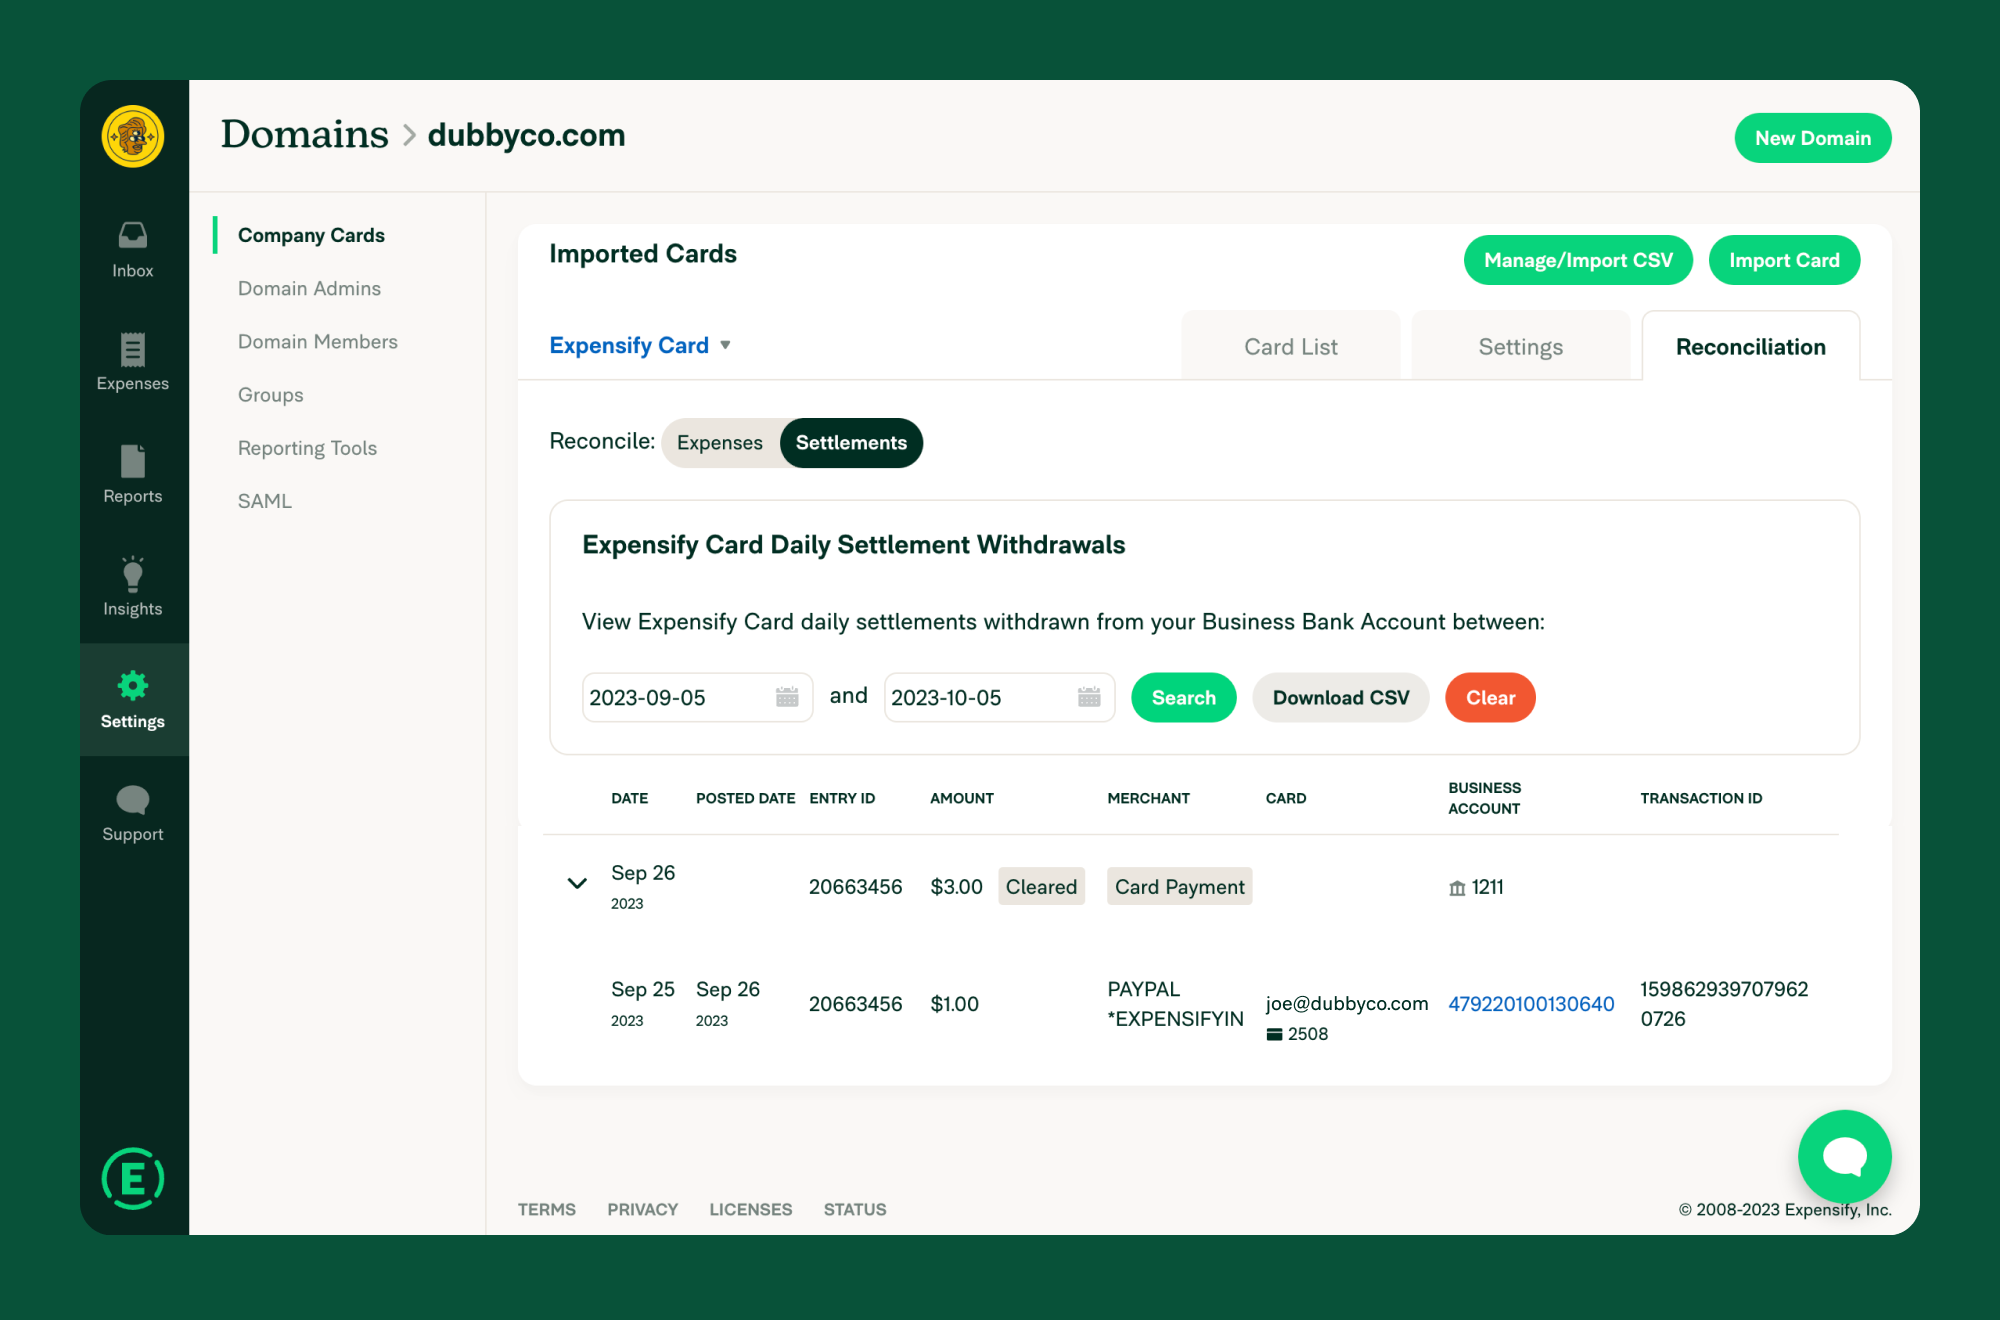 Domains > dubbyco.com
New Domain
Inbox
Expenses
Reports
Insights
Settings
Support
E
Company Cards
Domain Admins
Domain Members
Groups
Reporting Tools
SAML
Imported Cards
Manage/Import CSV
Import Card
Expensify Card
Card List
Settings
Reconciliation
Reconcile: Expenses Settlements
Expensify Card Daily Settlement Withdrawals
View Expensify Card daily settlements withdrawn from your Business Bank Account between:
2023-09-05 and 2023-10-05 Search Download CSV Clear
DATE POSTED DATE ENTRY ID AMOUNT MERCHANT CARD BUSINESS ACCOUNT TRANSACTION ID
Sep 26
2023
20663456 $3.00 Cleared Card Payment 1211
Sep 25
2023
Sep 26
2023
20663456 $1.00
PAYPAL
*EXPENSIFYIN
joe@dubbyco.com
2508
479220100130640
159862939707962
0726
TERMS PRIVACY LICENSES STATUS
© 2008-2023 Expensify, Inc.